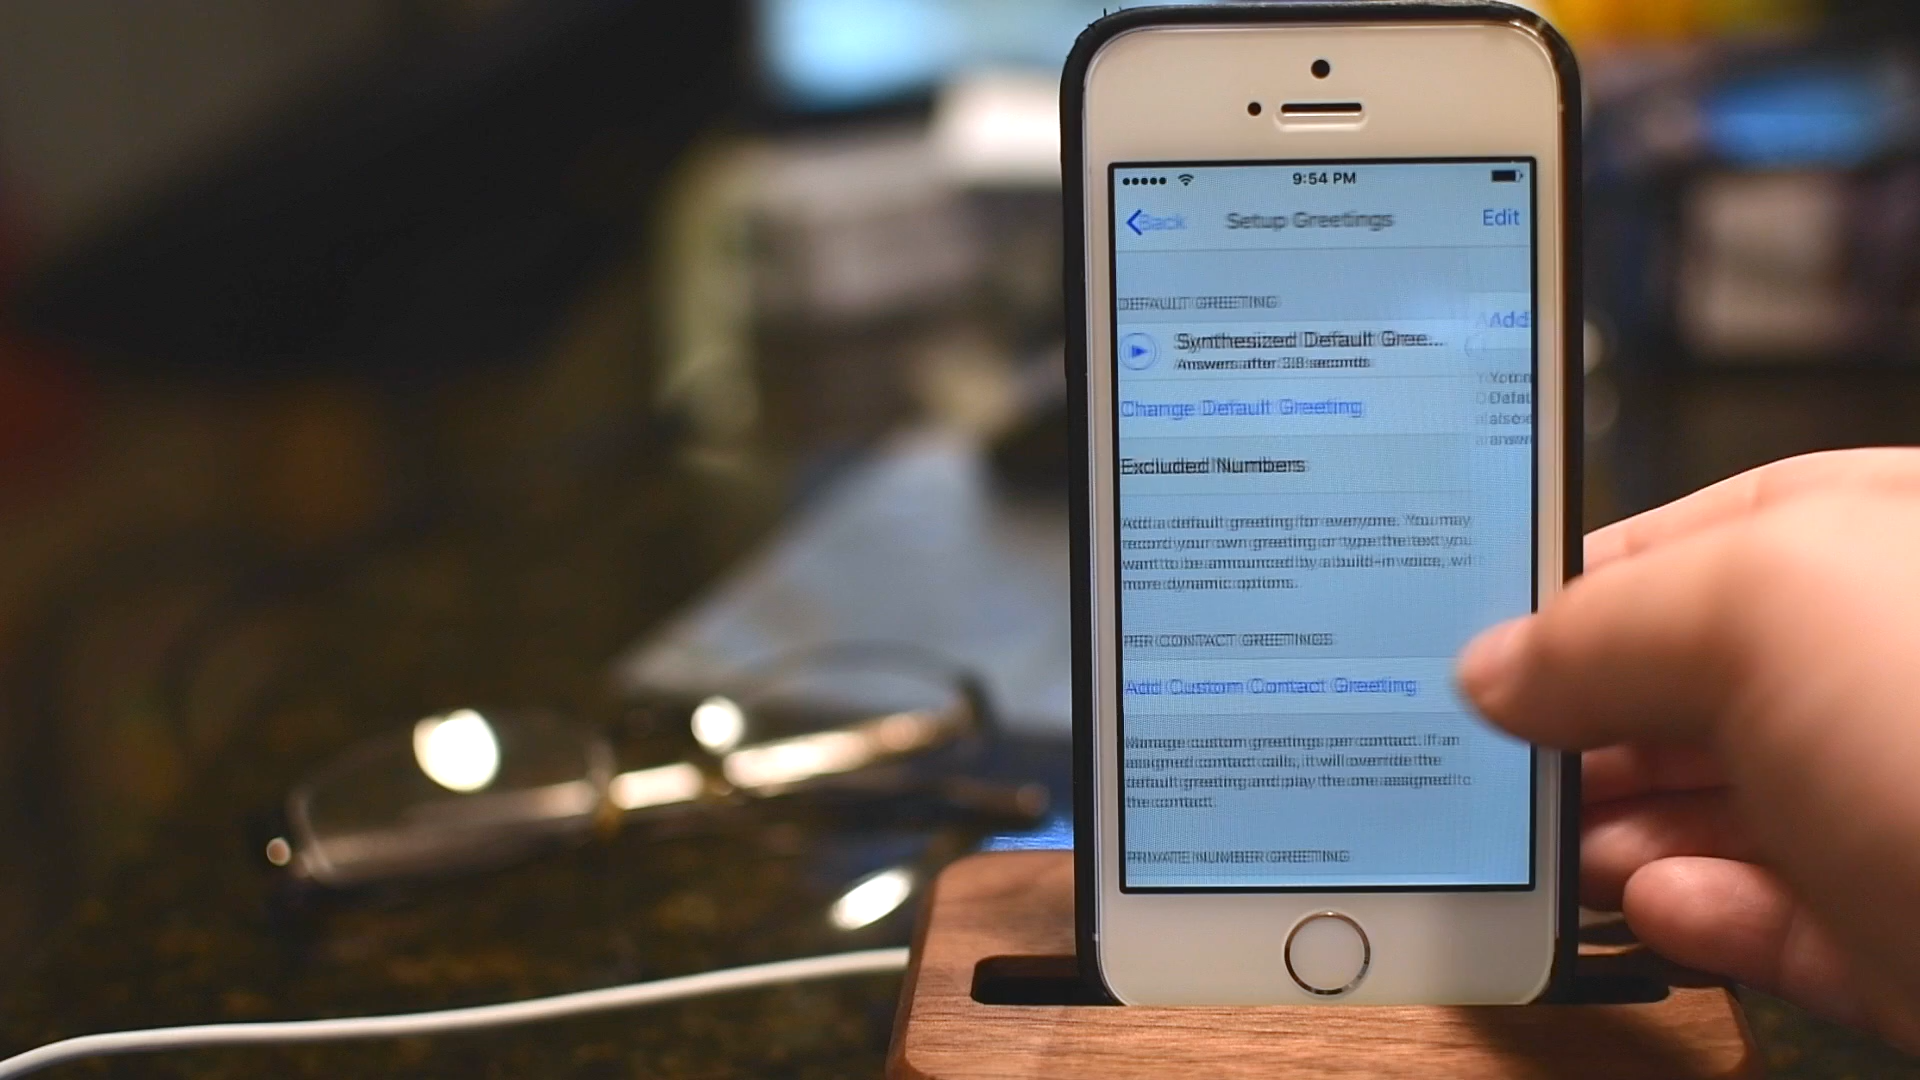 9:54 PM
Back
Setup Greetings
Edit
DEFAULT GREETING
Add
Synthesized Default Gree...
Answers after 3.8 seconds
Change Default Greeting
Excluded Numbers
Add a default greeting for everyone. You may
record your own greeting or type the text you
want to be announced by a build-in voice, wit
more dynamic options.
PER CONTACT GREETINGS
Add Custom Contact Greeting
Manage custom greetings per contact. If an
assigned contact calls, it will override the
default greeting and play the one assigned to
the contact.
PRIVATE NUMBER GREETING